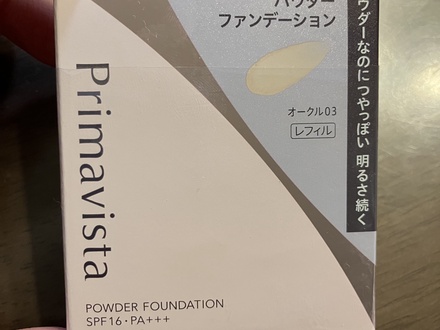 パウダー
ファンデーション
オークル03
レフィル
パウダーなのにつやっぽい 明るさ続く
Primavista
POWDER FOUNDATION
SPF16・PA+++